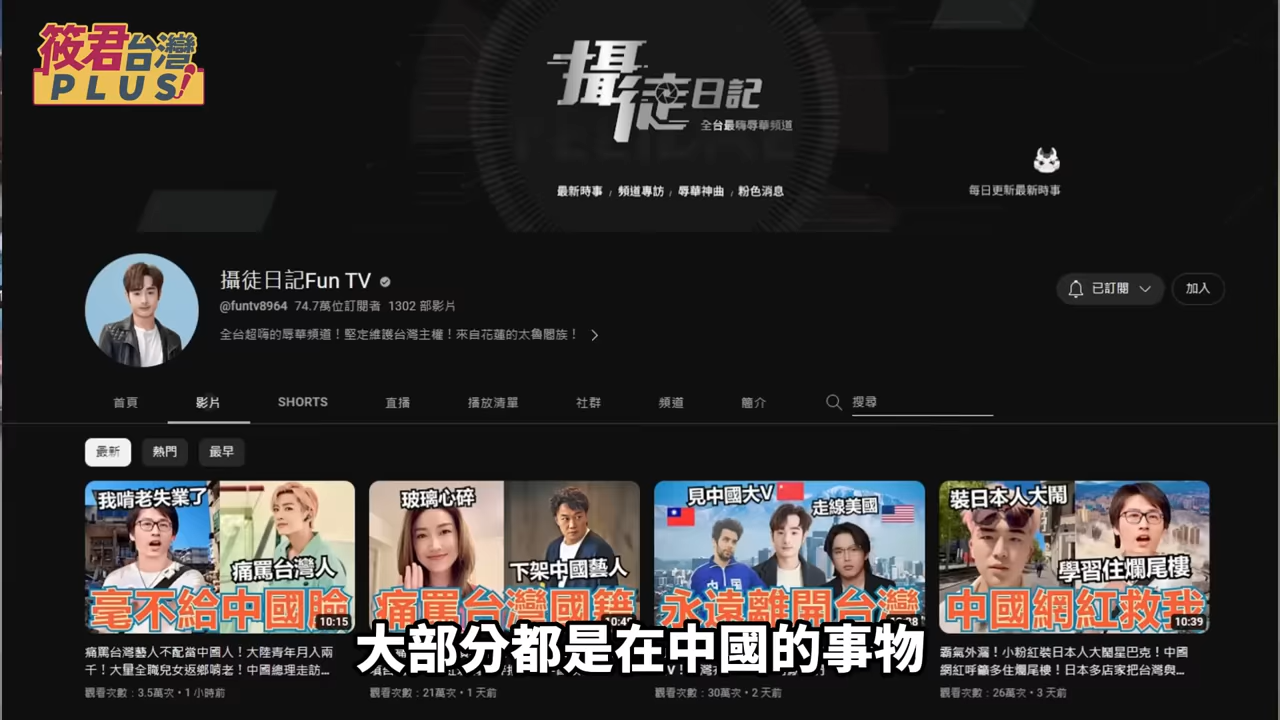 筱君台灣
PLUS!
攝徒日記
全台最嗨辱華頻道
最新時事 / 頻道專訪 / 辱華神曲 / 粉色消息
每日更新最新時事
攝徒日記Fun TV
@funtv8964 74.7萬位訂閱者 1302 部影片
全台超嗨的辱華頻道！堅定維護台灣主權！來自花蓮的太魯閣族！
已訂閱
加入
首頁 影片 SHORTS 直播 播放清單 社群 頻道 簡介 搜尋
最新 熱門 最早
我啃老失業了
痛罵台灣人
毫不給中國臉
10:15
玻璃心碎
下架中國藝人
痛罵台灣國籍
見中國大V
走線美國
永遠離開台灣
裝日本人大鬧
學習住爛尾樓
中國網紅救我
10:39
痛罵台灣藝人不配當中國人！大陸青年月入兩
千！大量全職兒女返鄉啃老！中國總理走訪...
觀看次數：3.5萬次・1 小時前
觀看次數：21萬次・1 天前
觀看次數：30萬次・2 天前
霸氣外漏！小粉紅裝日本人大鬧星巴克！中國
網紅呼籲多住爛尾樓！日本多店家把台灣與...
觀看次數：26萬次・3 天前
大部分都是在中國的事物